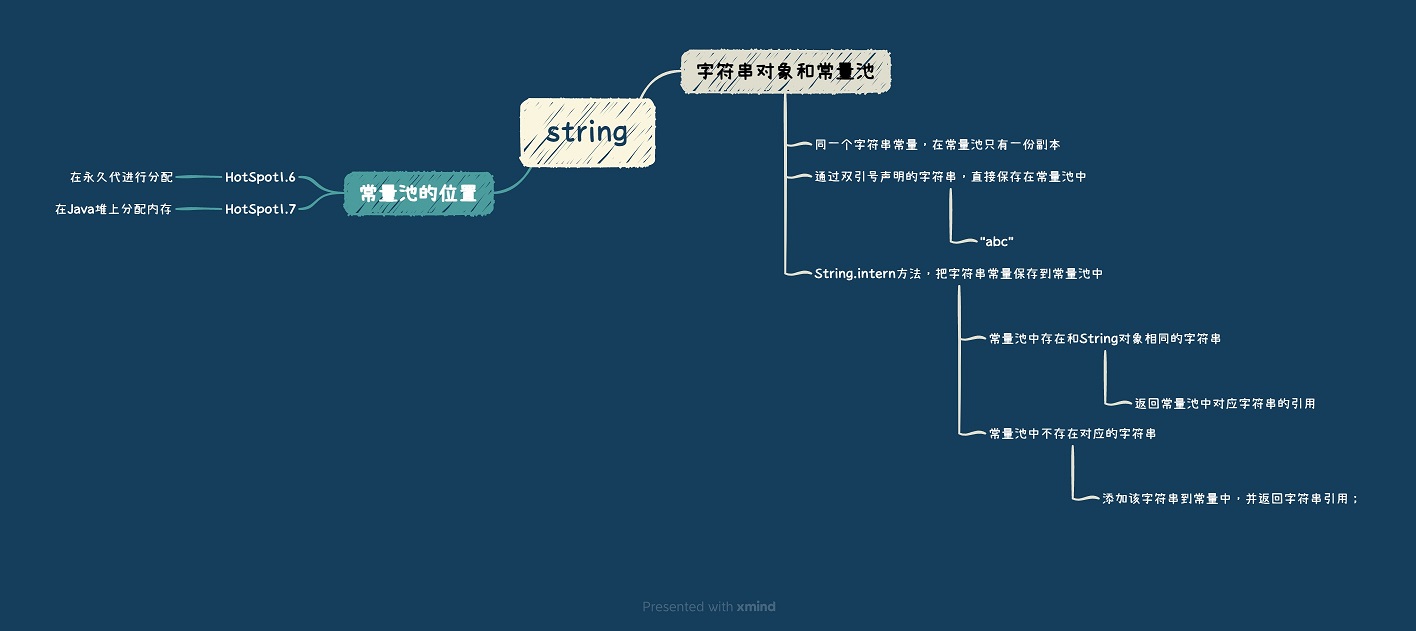 string
字符串对象和常量池
同一个字符串常量，在常量池只有一份副本
通过双引号声明的字符串，直接保存在常量池中
"abc"
String.intern方法，把字符串常量保存到常量池中
常量池中存在和String对象相同的字符串
返回常量池中对应字符串的引用
常量池中不存在对应的字符串
添加该字符串到常量中，并返回字符串引用；
常量池的位置
HotSpot1.6
在永久代进行分配
HotSpot1.7
在Java堆上分配内存
Presented with xmind